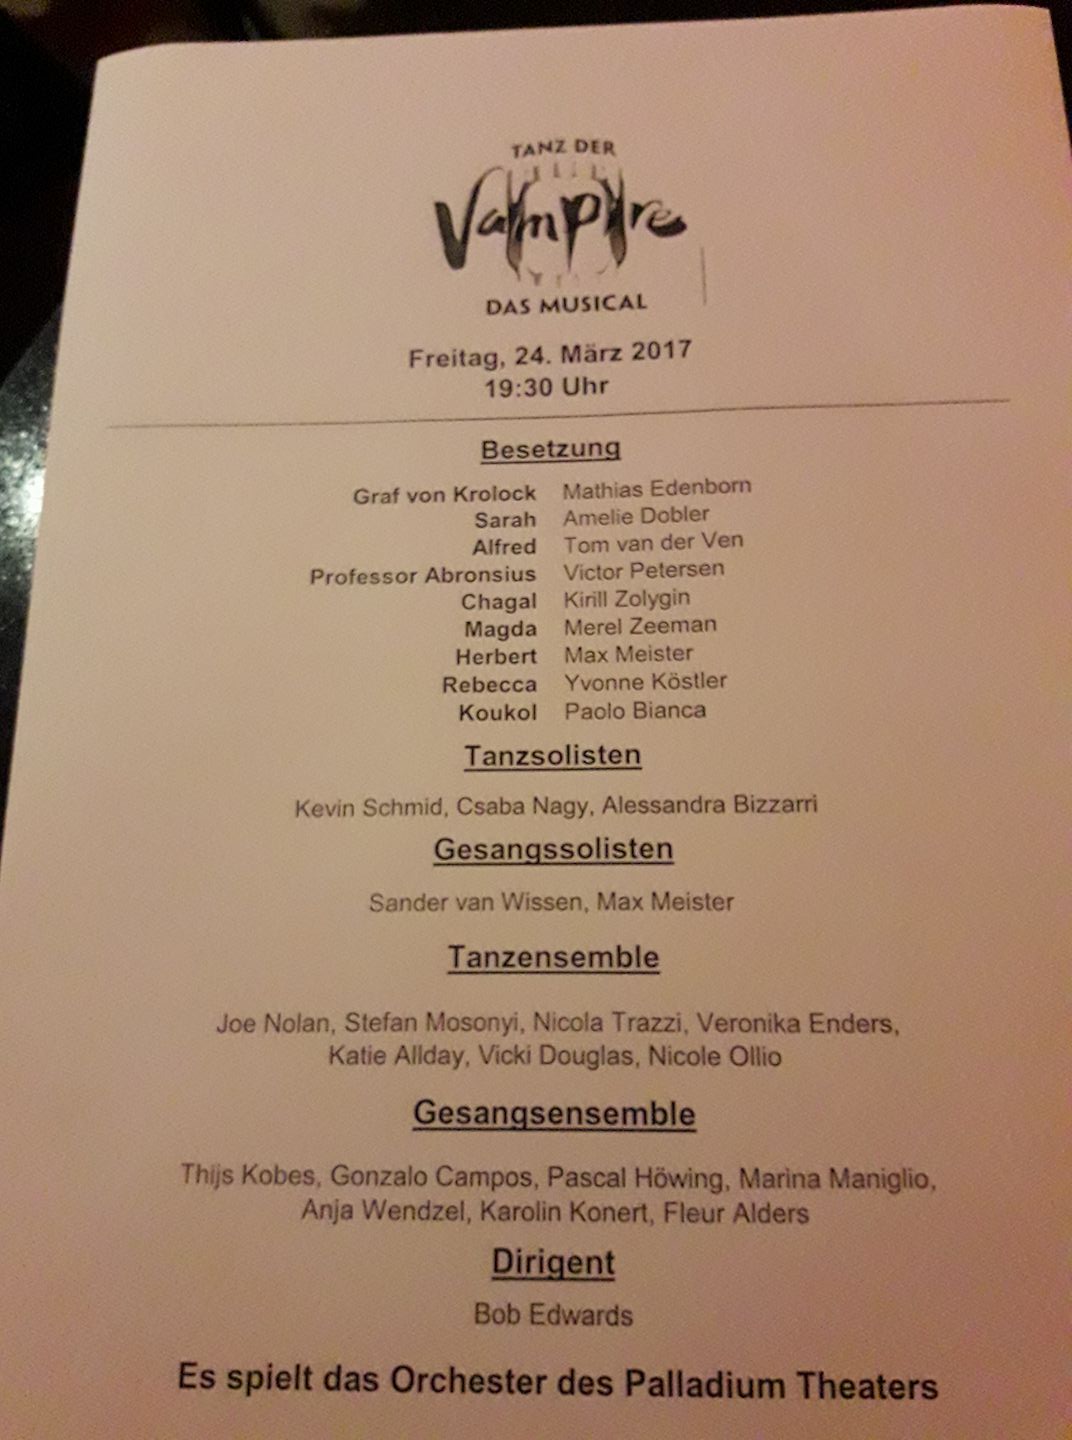 TANZ DER
Vampire
DAS MUSICAL
Freitag, 24. März 2017
19:30 Uhr
Besetzung
Graf von Krolock Mathias Edenborn
Sarah Amelie Dobler
Alfred Tom van der Ven
Professor Abronsius Victor Petersen
Chagal Kirill Zolygin
Magda Merel Zeeman
Herbert Max Meister
Rebecca Yvonne Köstler
Koukol Paolo Bianca
Tanzsolisten
Kevin Schmid, Csaba Nagy, Alessandra Bizzarri
Gesangssolisten
Sander van Wissen, Max Meister
Tanzensemble
Joe Nolan, Stefan Mosonyi, Nicola Trazzi, Veronika Enders,
Katie Allday, Vicki Douglas, Nicole Ollio
Gesangsensemble
Thijs Kobes, Gonzalo Campos, Pascal Höwing, Marina Maniglio,
Anja Wendzel, Karolin Konert, Fleur Alders
Dirigent
Bob Edwards
Es spielt das Orchester des Palladium Theaters